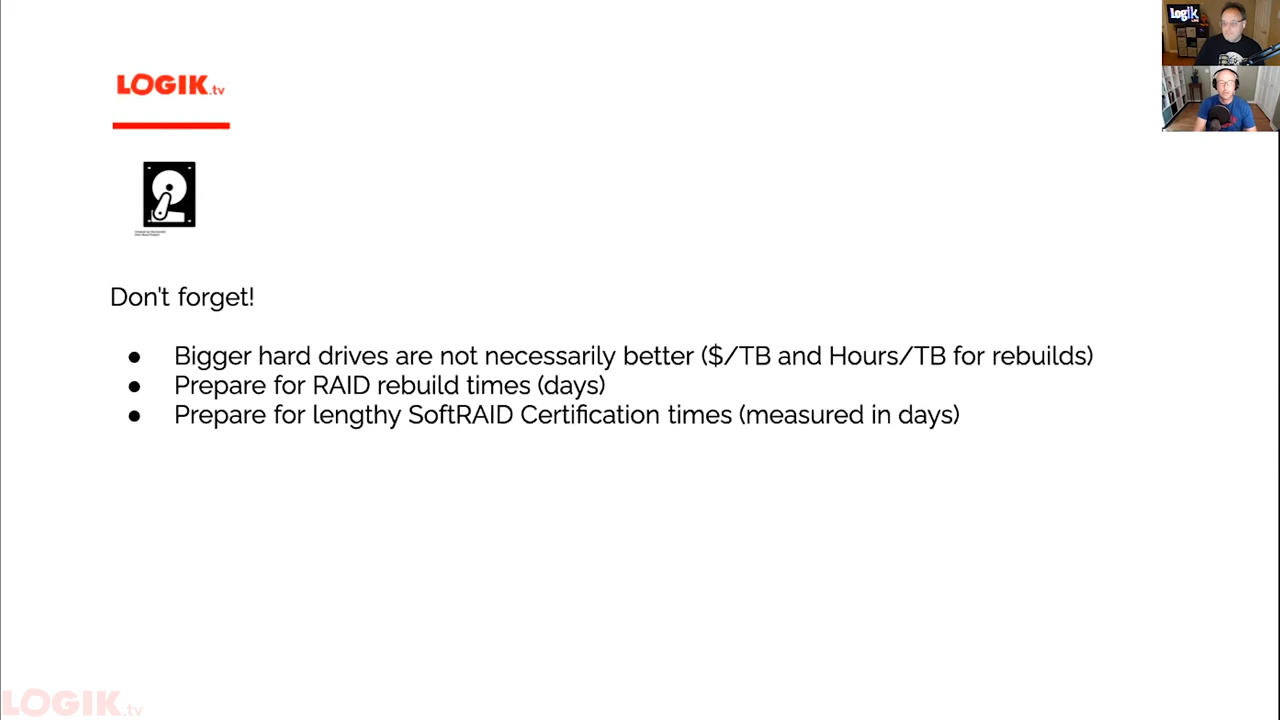 LOGIK.tv
Don't forget!
● Bigger hard drives are not necessarily better ($/TB and Hours/TB for rebuilds)
● Prepare for RAID rebuild times (days)
● Prepare for lengthy SoftRAID Certification times (measured in days)
Logik
LOGIK.tv